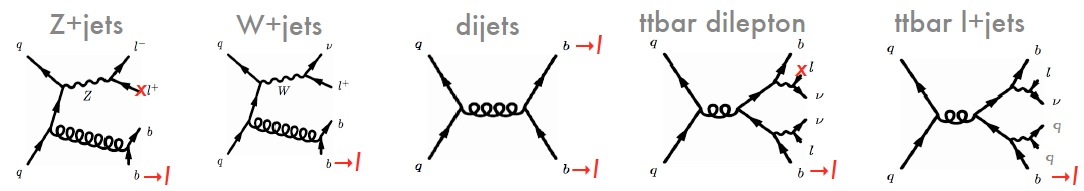 Z+jets W+jets dijets ttbar dilepton ttbar l+jets
q l⁻ x l⁺ Z b b →l q
q ν l⁺ W b b →l q
q b →l q b →l
q b x l ν ν l b →l q
q b l ν q q b →l q